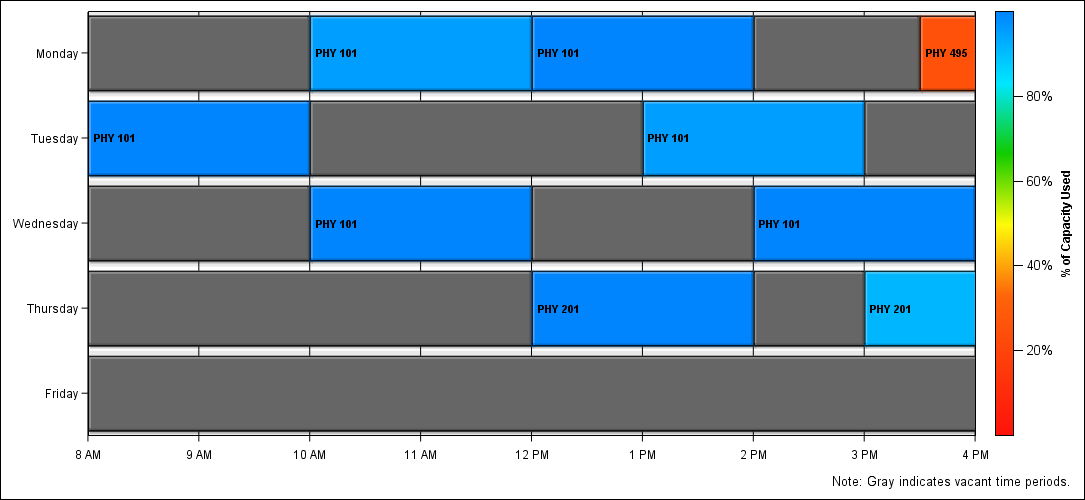 Monday
PHY 101
PHY 101
PHY 495
Tuesday
PHY 101
PHY 101
Wednesday
PHY 101
PHY 101
Thursday
PHY 201
PHY 201
Friday
8 AM
9 AM
10 AM
11 AM
12 PM
1 PM
2 PM
3 PM
4 PM
80%
60%
40%
20%
% of Capacity Used
Note: Gray indicates vacant time periods.